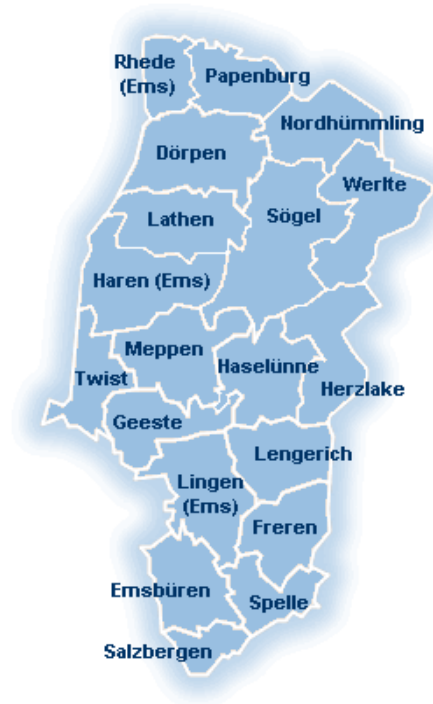 Rhede
(Ems)
Papenburg
Nordhümmling
Dörpen
Werlte
Lathen
Sögel
Haren (Ems)
Meppen
Haselünne
Twist
Herzlake
Geeste
Lengerich
Lingen
(Ems)
Freren
Emsbüren
Spelle
Salzbergen